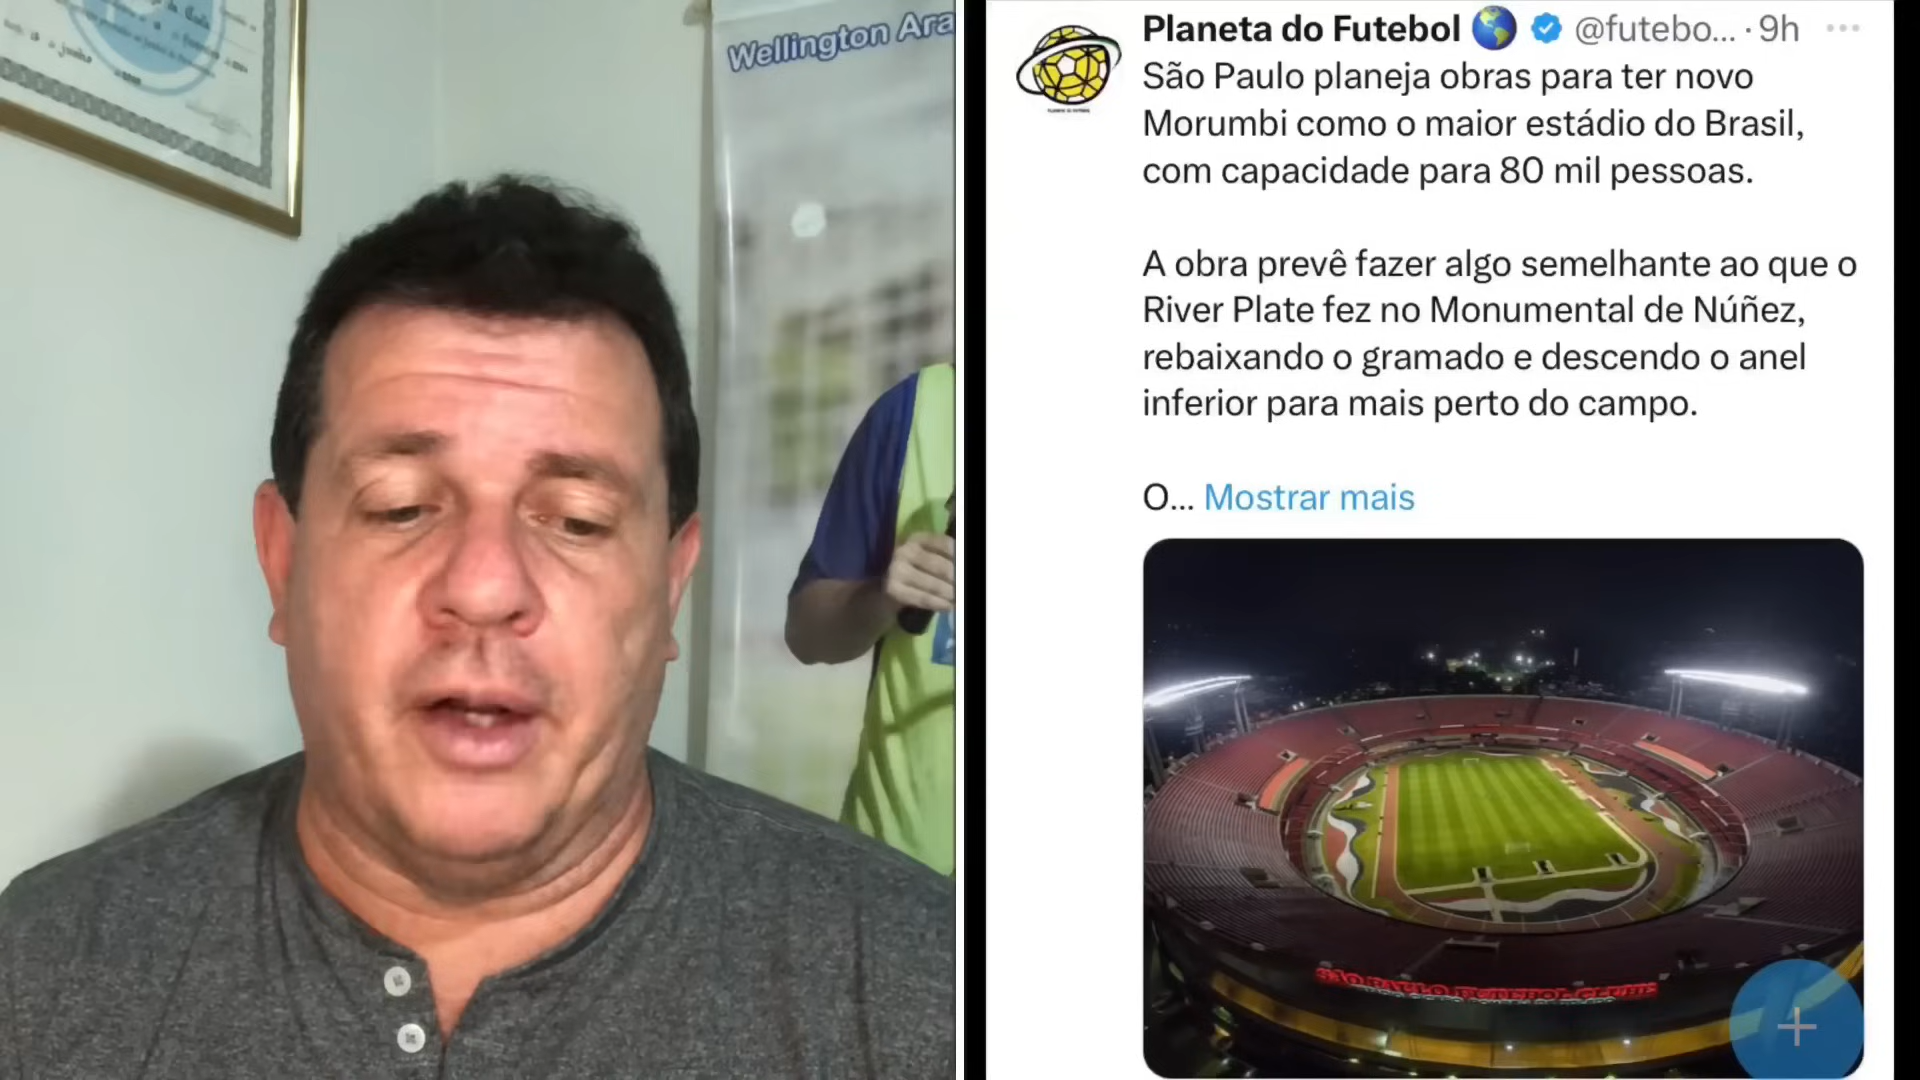 Wellington Ara
Planeta do Futebol @futebo... · 9h
São Paulo planeja obras para ter novo
Morumbi como o maior estádio do Brasil,
com capacidade para 80 mil pessoas.
A obra prevê fazer algo semelhante ao que o
River Plate fez no Monumental de Núñez,
rebaixando o gramado e descendo o anel
inferior para mais perto do campo.
O... Mostrar mais
SÃO PAULO FUTEBOL CLUBE